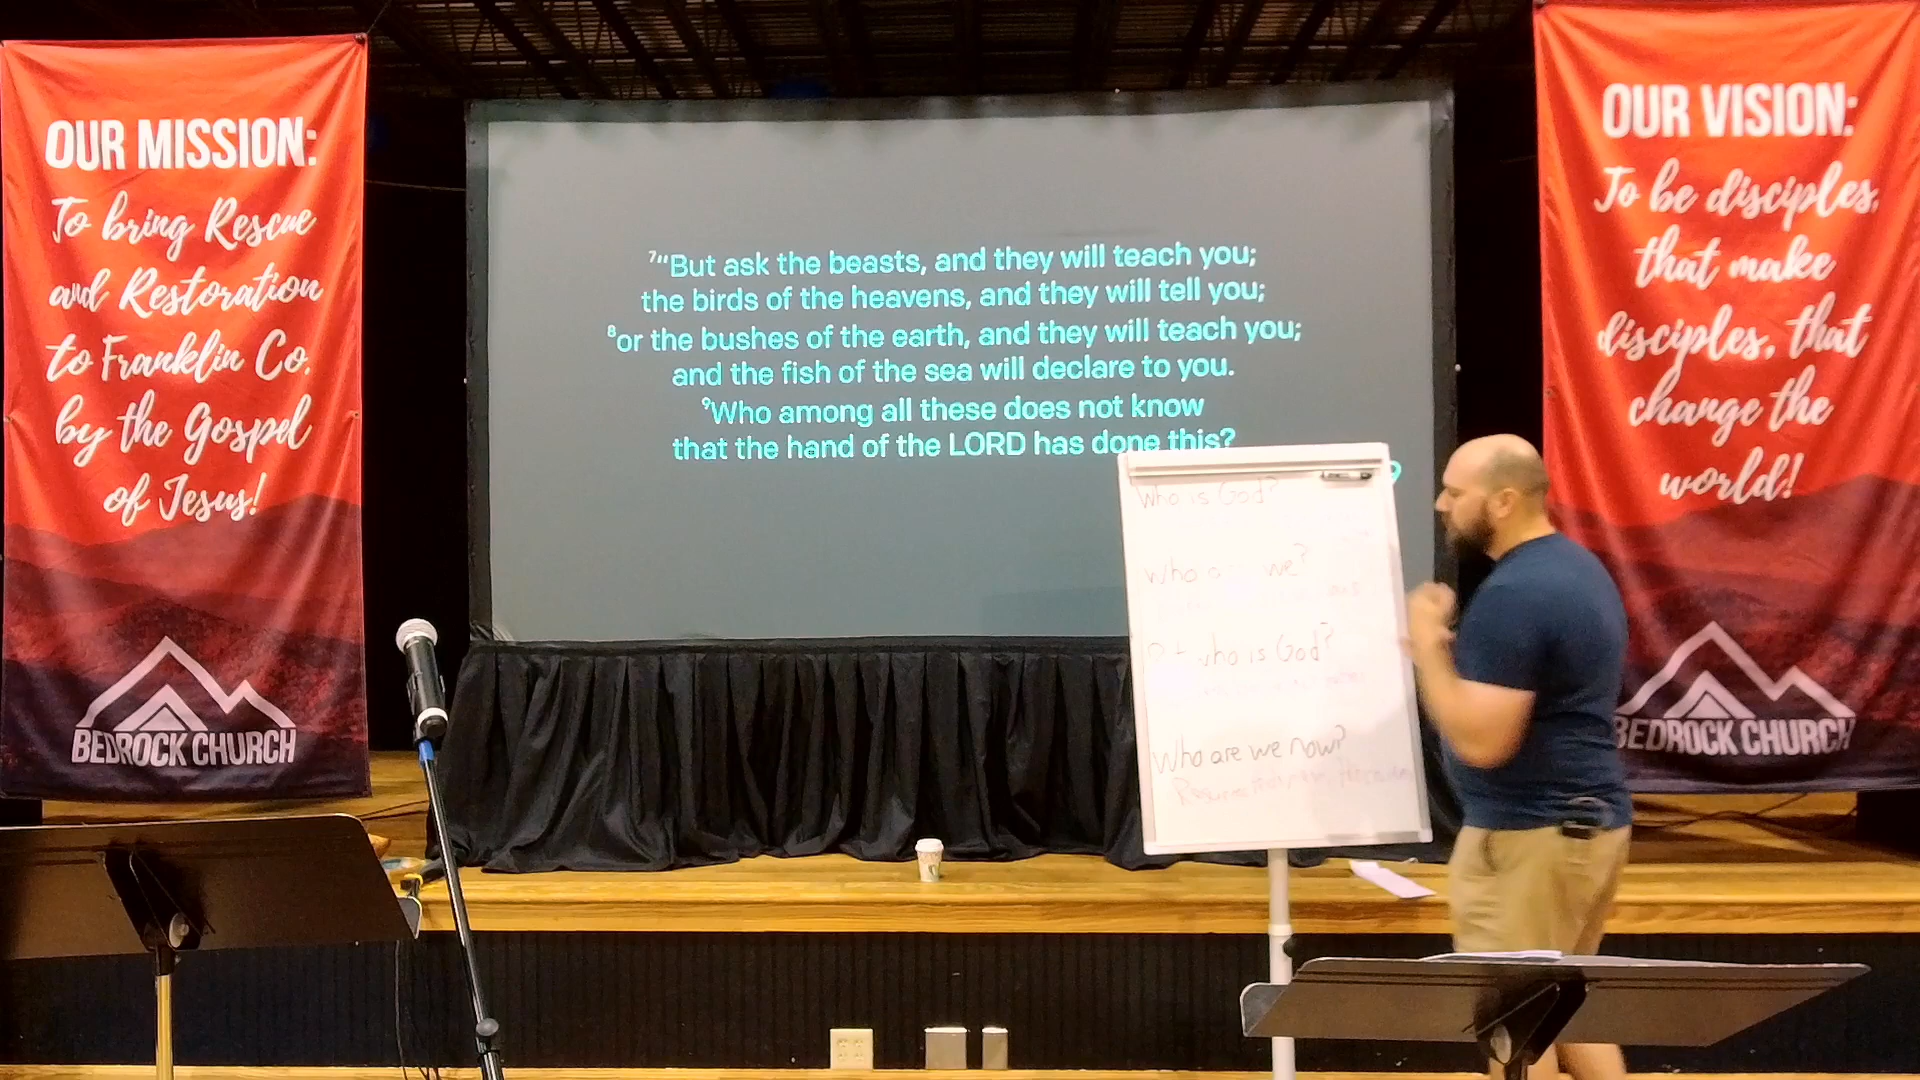 OUR MISSION:
To bring Rescue
and Restoration
to Franklin Co.
by the Gospel
of Jesus!
BEDROCK CHURCH
⁷“But ask the beasts, and they will teach you;
the birds of the heavens, and they will tell you;
⁸or the bushes of the earth, and they will teach you;
and the fish of the sea will declare to you.
⁹Who among all these does not know
that the hand of the LORD has done this?
9
Who is God?
Who we?
who is God?
Who are we now?
OUR VISION:
To be disciples,
that make
disciples, that
change the
world!
BEDROCK CHURCH